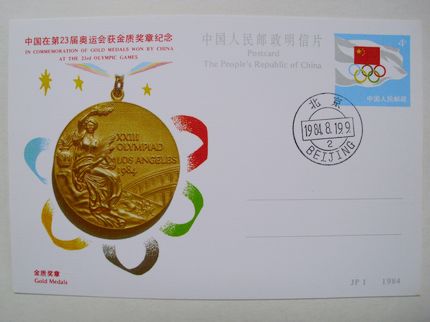 中国在第23届奥运会获金质奖章纪念
IN COMMEMORATION OF GOLD MEDALS WON BY CHINA
AT THE 23rd OLYMPIC GAMES
中国人民邮政明信片
Postcard
The People's Republic of China
4分
中国人民邮政
北京
1984.8.19 9
2
BEIJING
XXIII
OLYMPIAD
LOS ANGELES
1984
金质奖章
Gold Medals
JP 1 1984